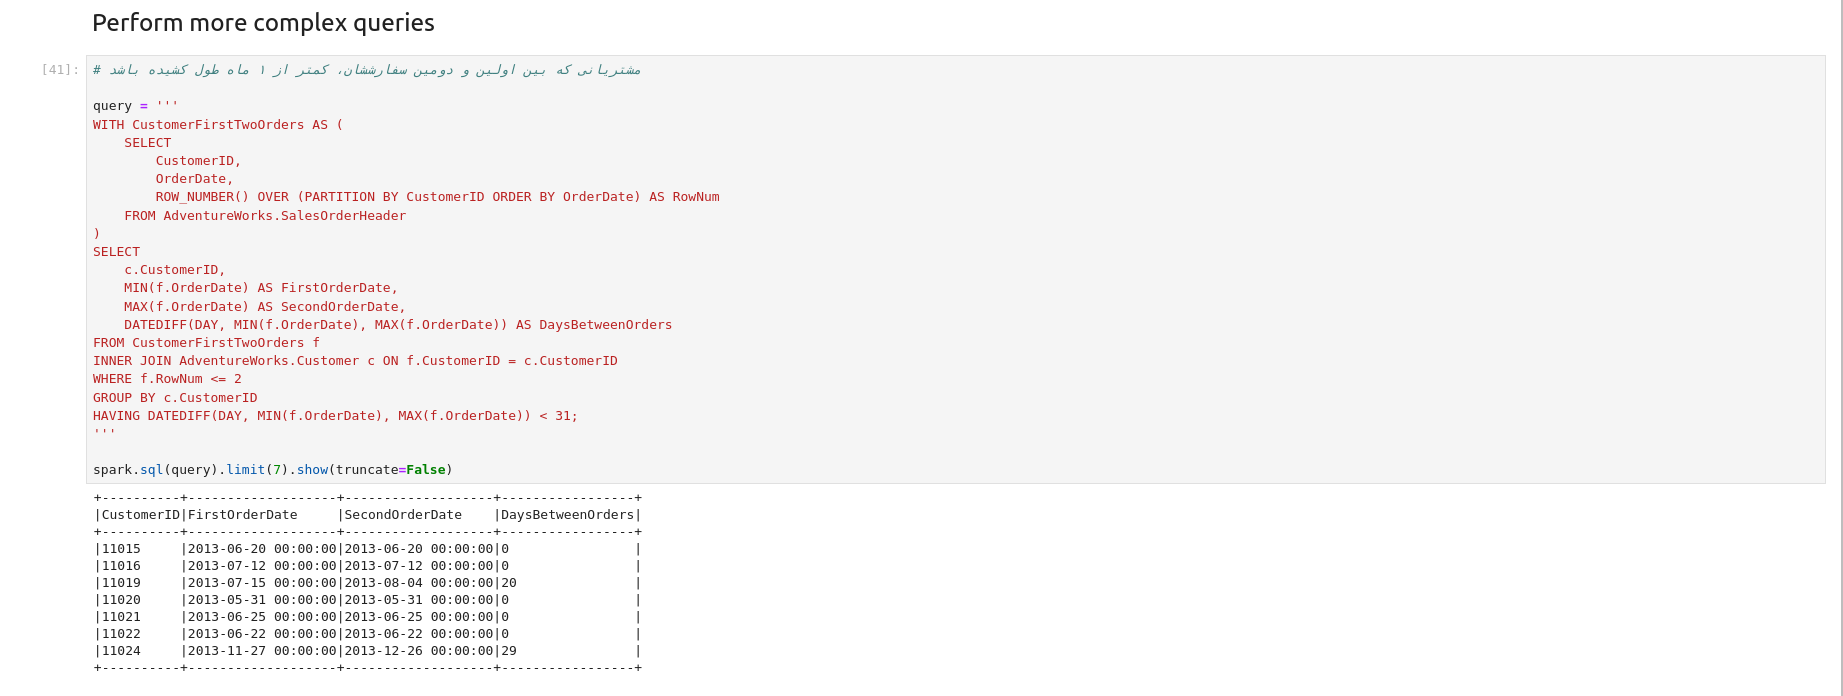 Perform more complex queries
[41]:
# مشتریانی که بین اولین و دومین سفارششان، کمتر از ۱ ماه طول کشیده باشد
query = '''
WITH CustomerFirstTwoOrders AS (
    SELECT
        CustomerID,
        OrderDate,
        ROW_NUMBER() OVER (PARTITION BY CustomerID ORDER BY OrderDate) AS RowNum
    FROM AdventureWorks.SalesOrderHeader
)
SELECT
    c.CustomerID,
    MIN(f.OrderDate) AS FirstOrderDate,
    MAX(f.OrderDate) AS SecondOrderDate,
    DATEDIFF(DAY, MIN(f.OrderDate), MAX(f.OrderDate)) AS DaysBetweenOrders
FROM CustomerFirstTwoOrders f
INNER JOIN AdventureWorks.Customer c ON f.CustomerID = c.CustomerID
WHERE f.RowNum <= 2
GROUP BY c.CustomerID
HAVING DATEDIFF(DAY, MIN(f.OrderDate), MAX(f.OrderDate)) < 31;
'''
spark.sql(query).limit(7).show(truncate=False)
+----------+-------------------+-------------------+-----------------+
|CustomerID|FirstOrderDate     |SecondOrderDate    |DaysBetweenOrders|
+----------+-------------------+-------------------+-----------------+
|11015     |2013-06-20 00:00:00|2013-06-20 00:00:00|0                |
|11016     |2013-07-12 00:00:00|2013-07-12 00:00:00|0                |
|11019     |2013-07-15 00:00:00|2013-08-04 00:00:00|20               |
|11020     |2013-05-31 00:00:00|2013-05-31 00:00:00|0                |
|11021     |2013-06-25 00:00:00|2013-06-25 00:00:00|0                |
|11022     |2013-06-22 00:00:00|2013-06-22 00:00:00|0                |
|11024     |2013-11-27 00:00:00|2013-12-26 00:00:00|29               |
+----------+-------------------+-------------------+-----------------+